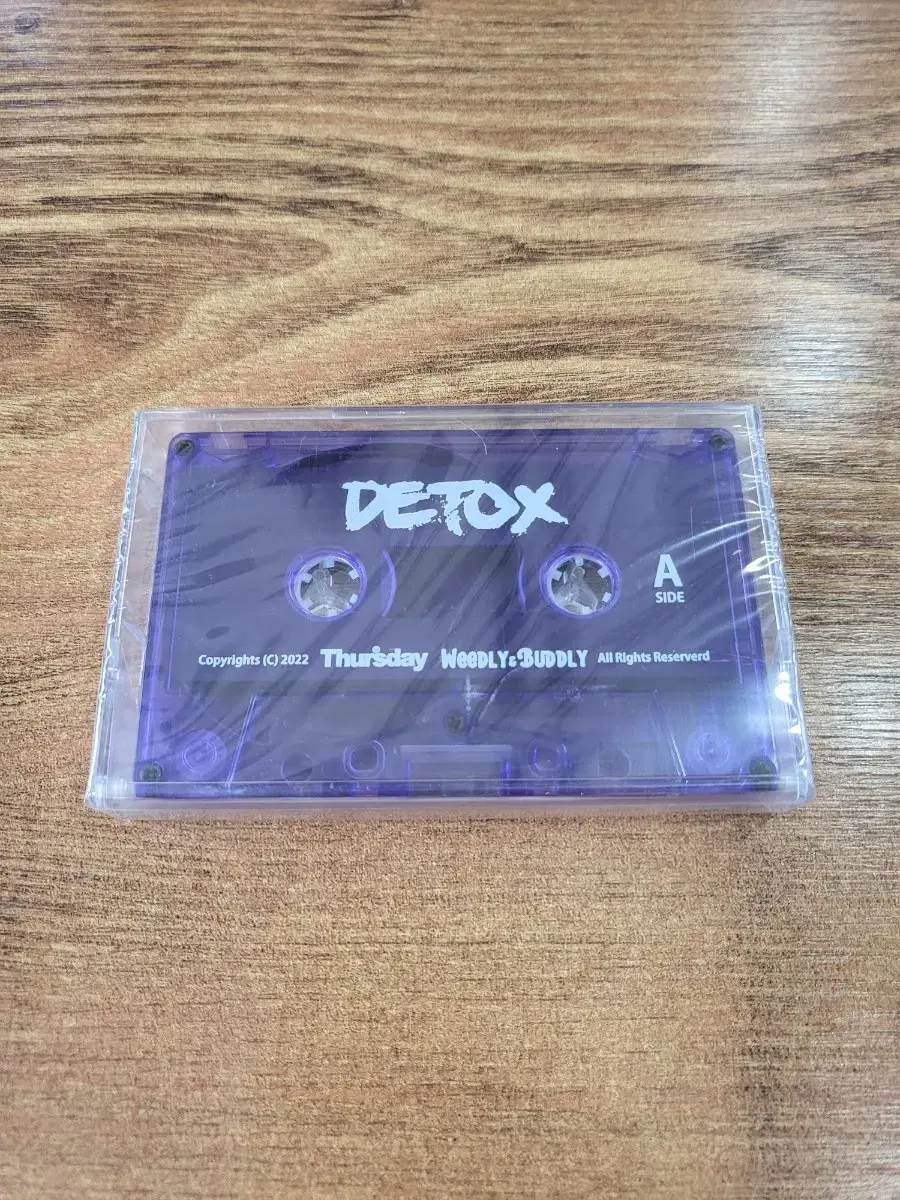 DETOX
A
SIDE
Copyrights (C) 2022 Thursday WEEDLY&BUDDLY All Rights Reserverd